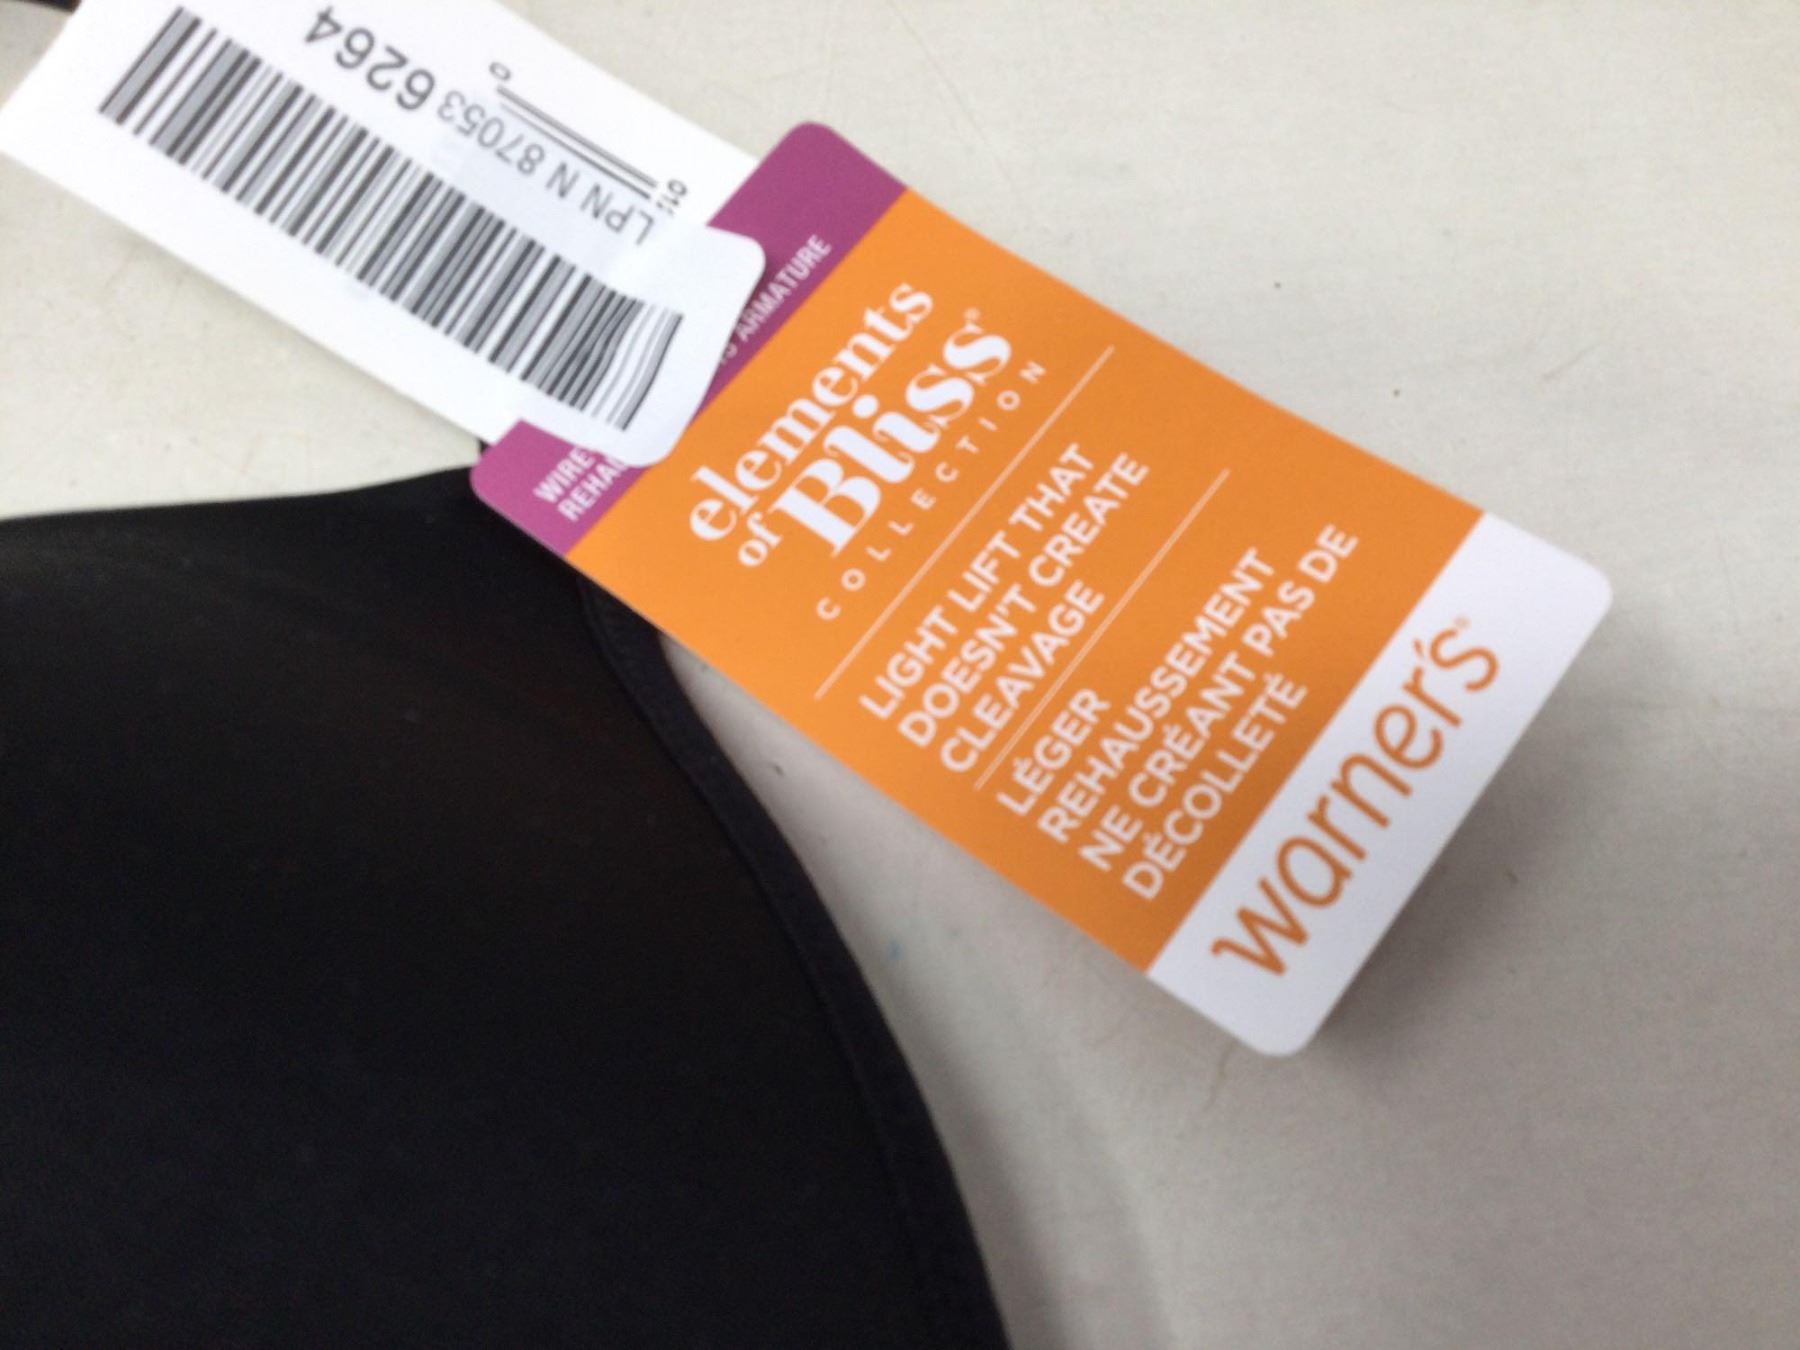 LPN N 87053 6264
ARMATURE
elements
of Bliss®
COLLECTION
LIGHT LIFT THAT
DOESN'T CREATE
CLEAVAGE
LÉGER
REHAUSSEMENT
NE CRÉANT PAS DE
DÉCOLLETÉ
warner's®